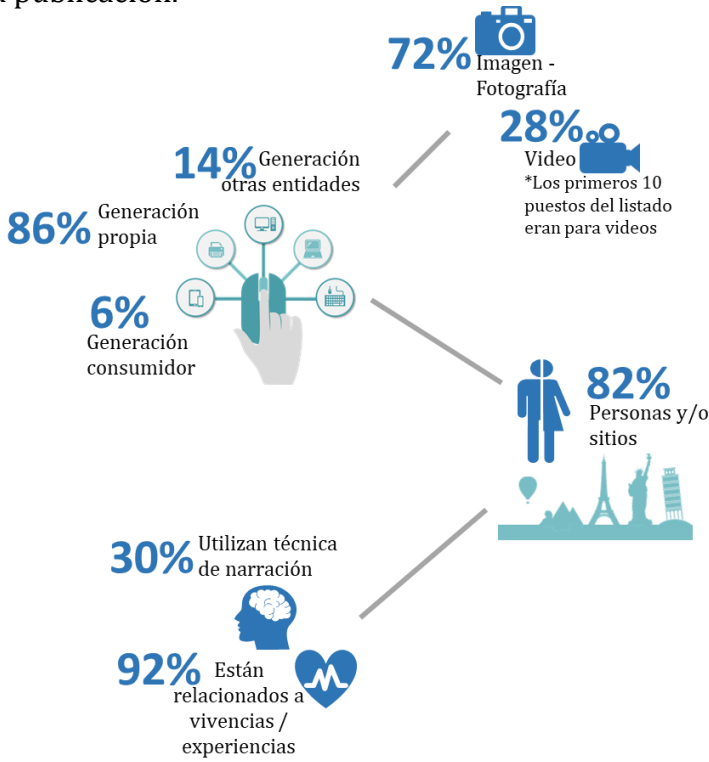 publicación.
72% Imagen -
Fotografía
28%
Video
*Los primeros 10
puestos del listado
eran para videos
14% Generación
otras entidades
86% Generación
propia
6%
Generación
consumidor
82%
Personas y/o
sitios
30% Utilizan técnica
de narración
92% Están
relacionados a
vivencias /
experiencias